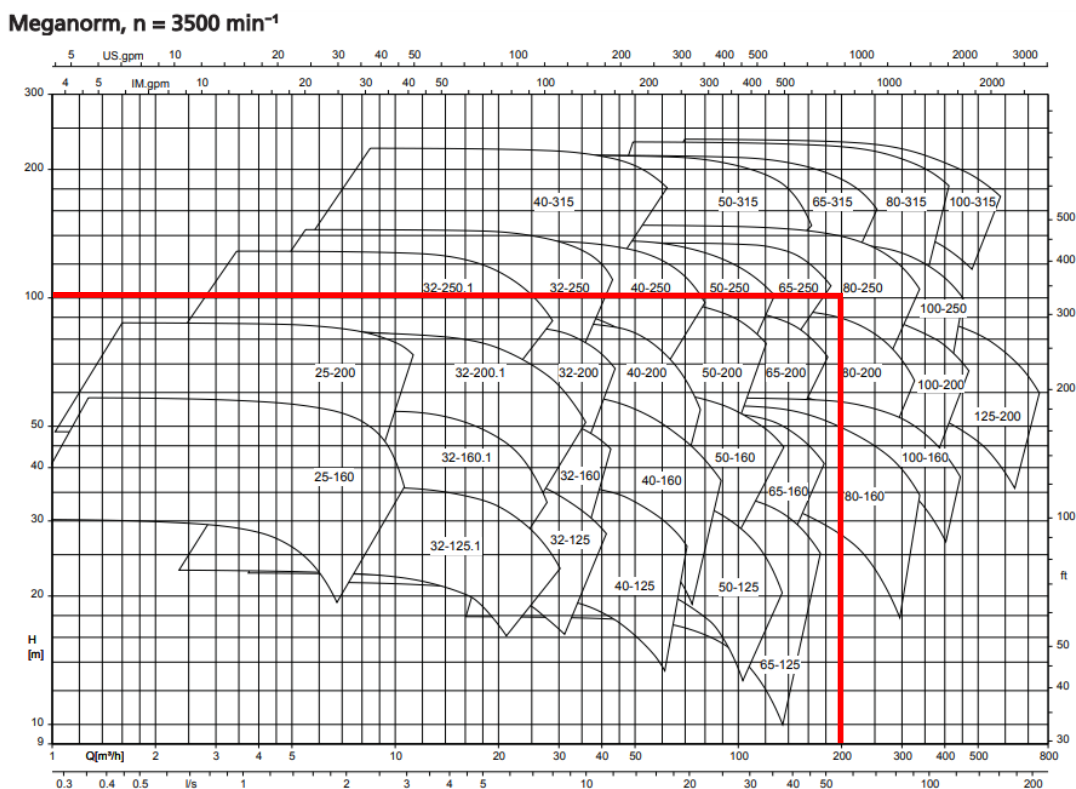 Meganorm, n = 3500 min⁻¹
5 US.gpm 10 20 30 40 50 100 200 300 400 500 1000 2000 3000
4 5 IM.gpm 10 20 30 40 50 100 200 300 400 500 1000 2000
300
200
40-315 50-315 65-315 80-315 100-315
500
400
32-250.1 32-250 40-250 50-250 65-250 80-250
100
100-250
300
25-200 32-200.1 32-200 40-200 50-200 65-200 80-200
100-200
200
125-200
50
32-160.1 50-160 100-160
40
25-160 32-160 40-160
65-160 80-160
30
100
32-125.1 32-125
ft
40-125 50-125
20
H
[m]
50
65-125
40
10
9
30
1 Q[m³/h] 2 3 4 5 10 20 30 40 50 100 200 300 400 500 800
0.3 0.4 0.5 l/s 1 2 3 4 5 10 20 30 40 50 100 200